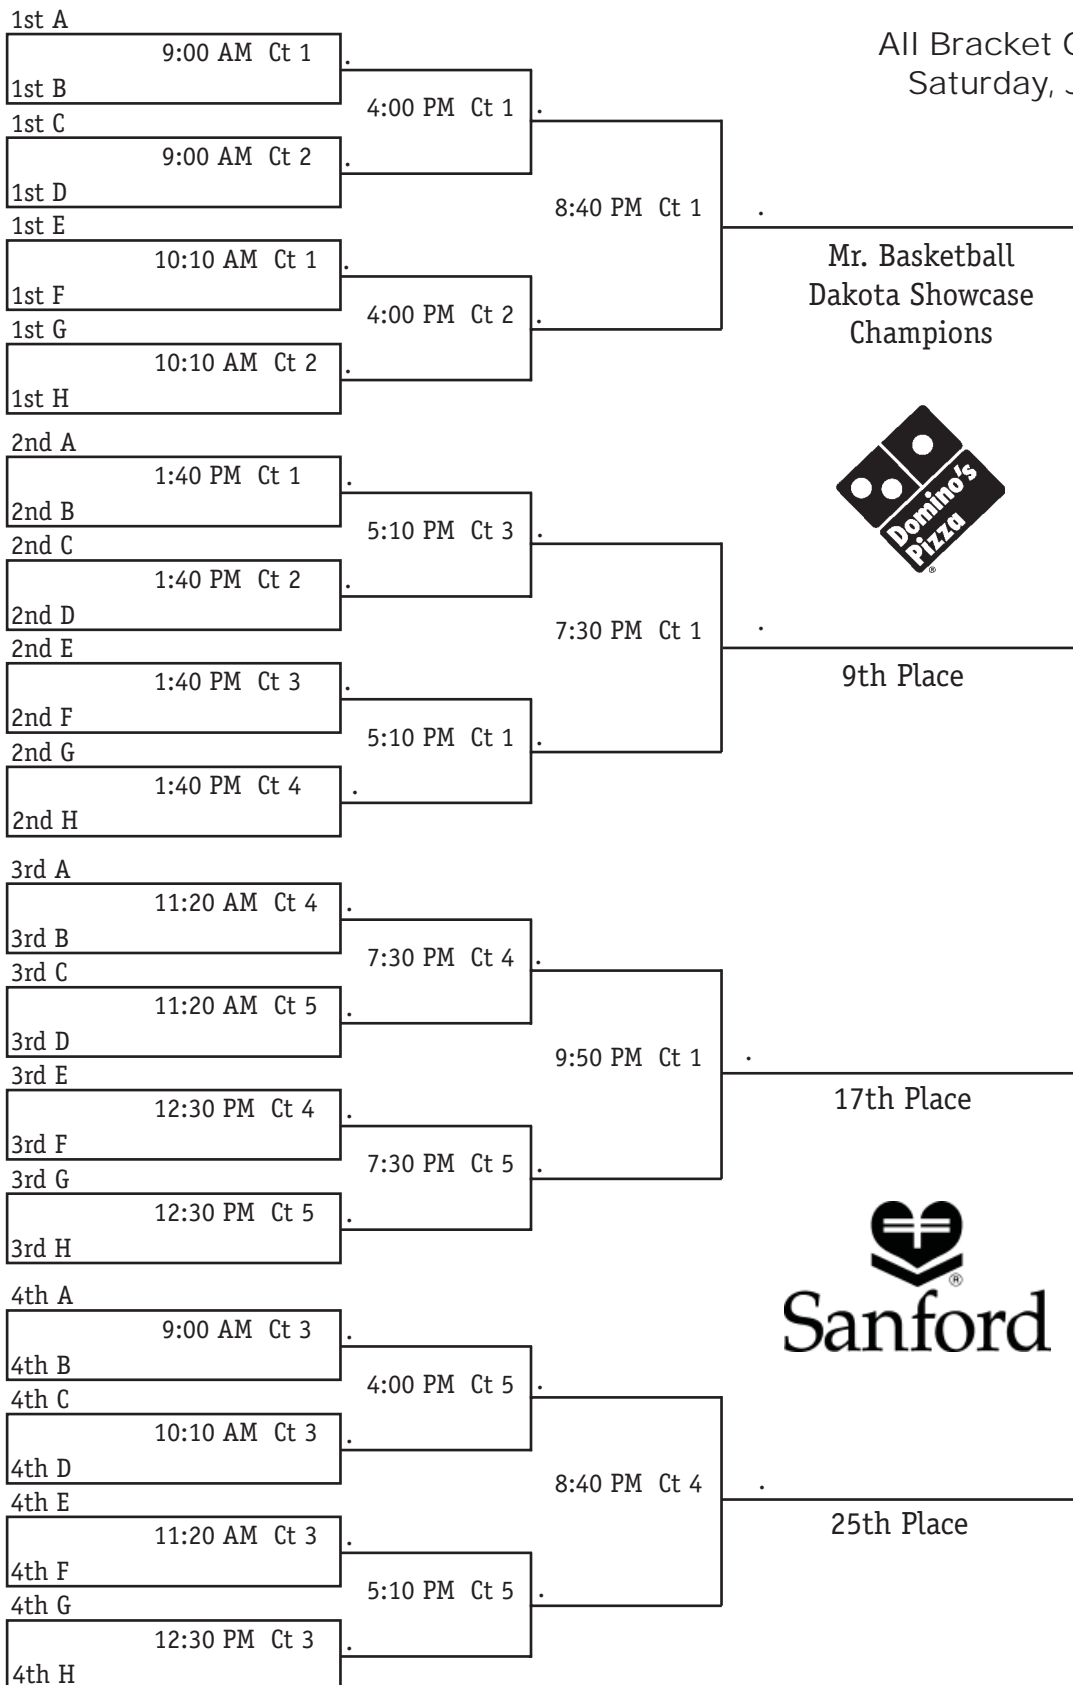 All Bracket
Saturday,
1st A
9:00 AM Ct 1
1st B
4:00 PM Ct 1
1st C
9:00 AM Ct 2
1st D
8:40 PM Ct 1
1st E
10:10 AM Ct 1
1st F
4:00 PM Ct 2
1st G
10:10 AM Ct 2
1st H
Mr. Basketball
Dakota Showcase
Champions
Domino's
Pizza
®
2nd A
1:40 PM Ct 1
2nd B
5:10 PM Ct 3
2nd C
1:40 PM Ct 2
2nd D
7:30 PM Ct 1
2nd E
1:40 PM Ct 3
2nd F
5:10 PM Ct 1
2nd G
1:40 PM Ct 4
2nd H
9th Place
3rd A
11:20 AM Ct 4
3rd B
7:30 PM Ct 4
3rd C
11:20 AM Ct 5
3rd D
9:50 PM Ct 1
3rd E
12:30 PM Ct 4
3rd F
7:30 PM Ct 5
3rd G
12:30 PM Ct 5
3rd H
17th Place
®
Sanford
4th A
9:00 AM Ct 3
4th B
4:00 PM Ct 5
4th C
10:10 AM Ct 3
4th D
8:40 PM Ct 4
4th E
11:20 AM Ct 3
4th F
5:10 PM Ct 5
4th G
12:30 PM Ct 3
4th H
25th Place